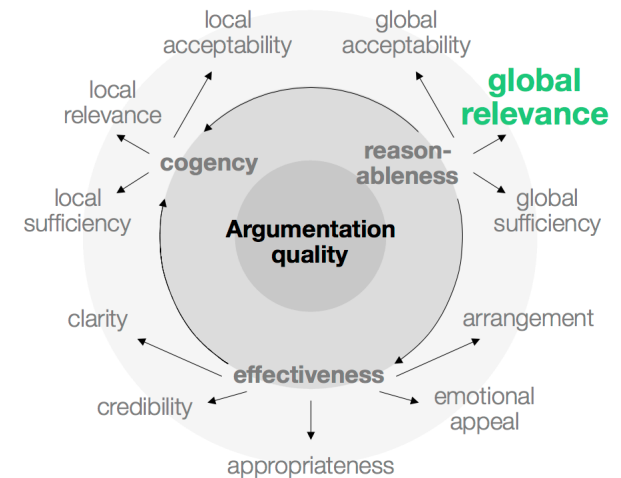 local
acceptability
global
acceptability
global
relevance
local
relevance
cogency
reason-
ableness
local
sufficiency
global
sufficiency
Argumentation
quality
clarity
arrangement
effectiveness
credibility
emotional
appeal
appropriateness